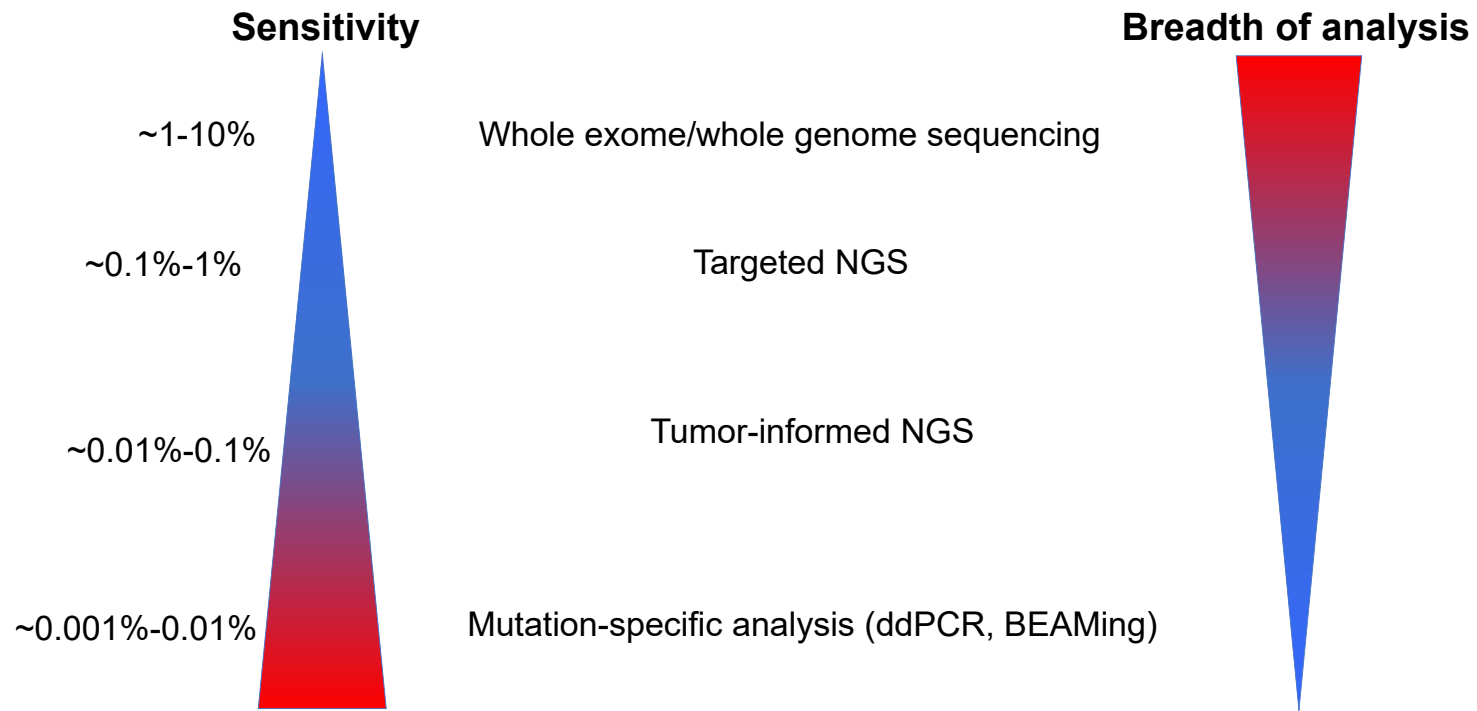 Sensitivity
Breadth of analysis
~1-10%
Whole exome/whole genome sequencing
~0.1%-1%
Targeted NGS
~0.01%-0.1%
Tumor-informed NGS
~0.001%-0.01%
Mutation-specific analysis (ddPCR, BEAMing)